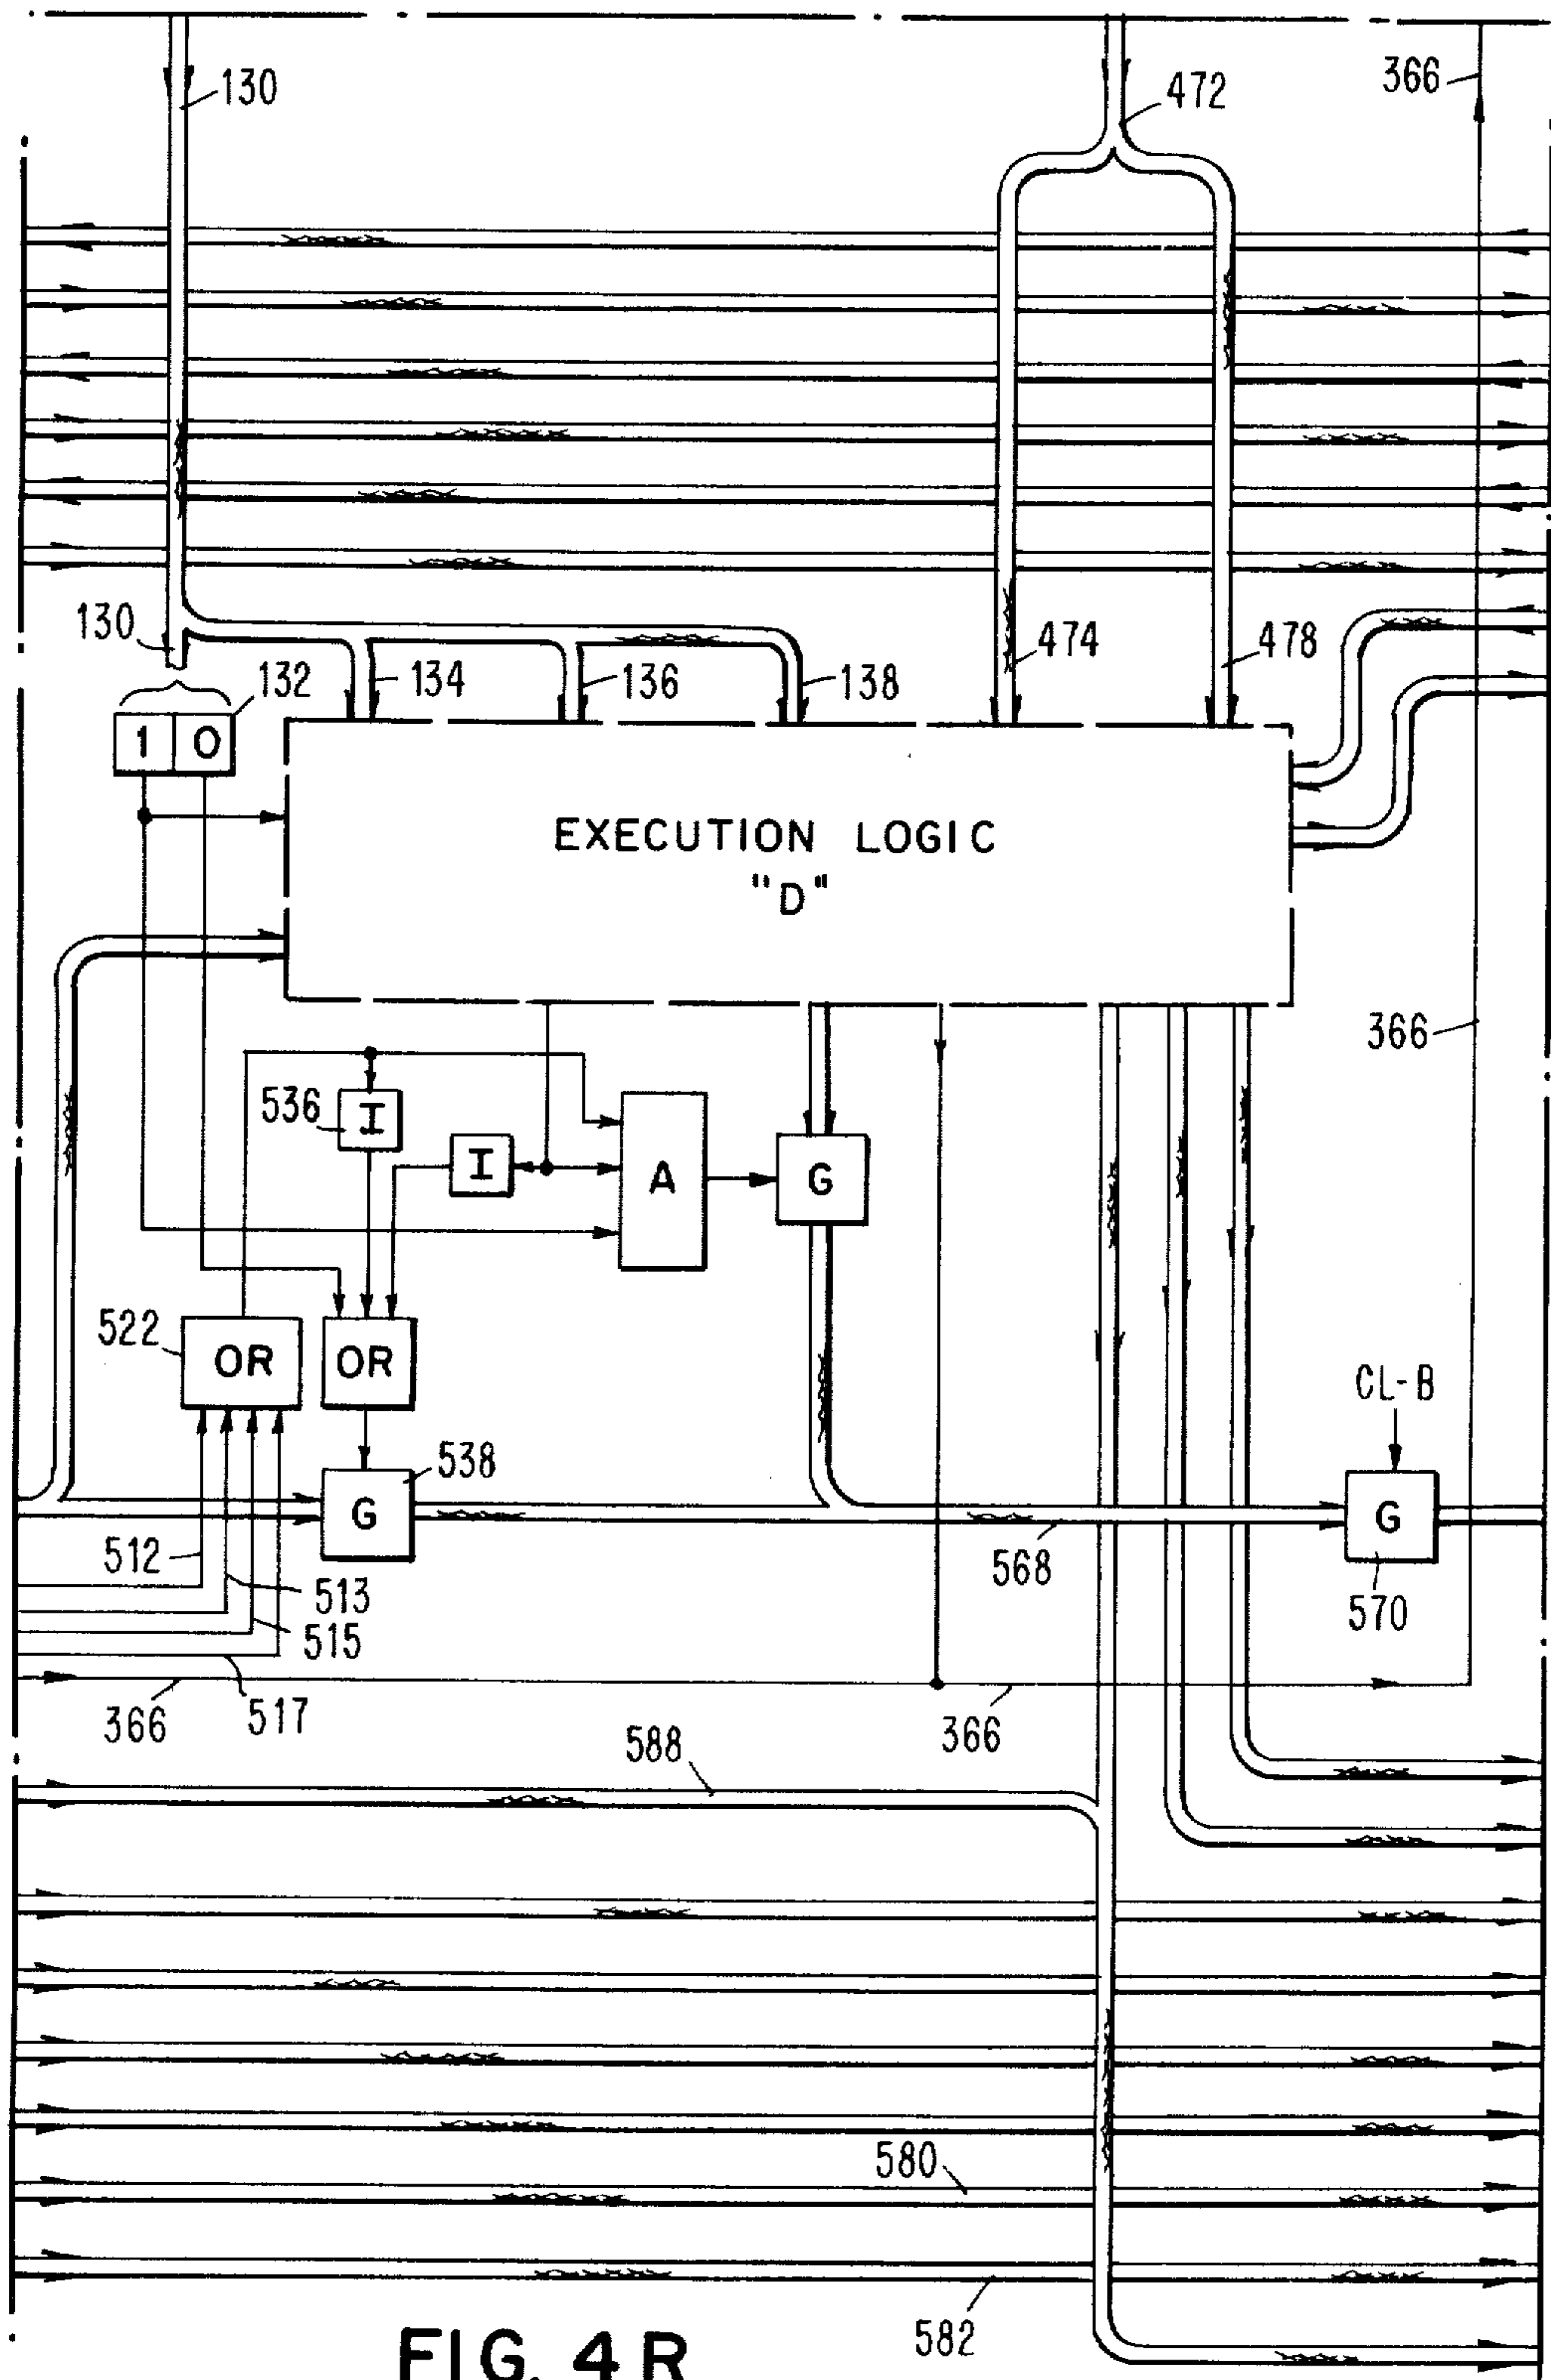 130
472
366
130
132
134
136
138
474
478
1 0
EXECUTION LOGIC
"D"
366
536
I
I
A
G
522
OR
OR
CL-B
538
G
G
512
513
515
568
570
366
517
366
588
580
582
FIG. 4R